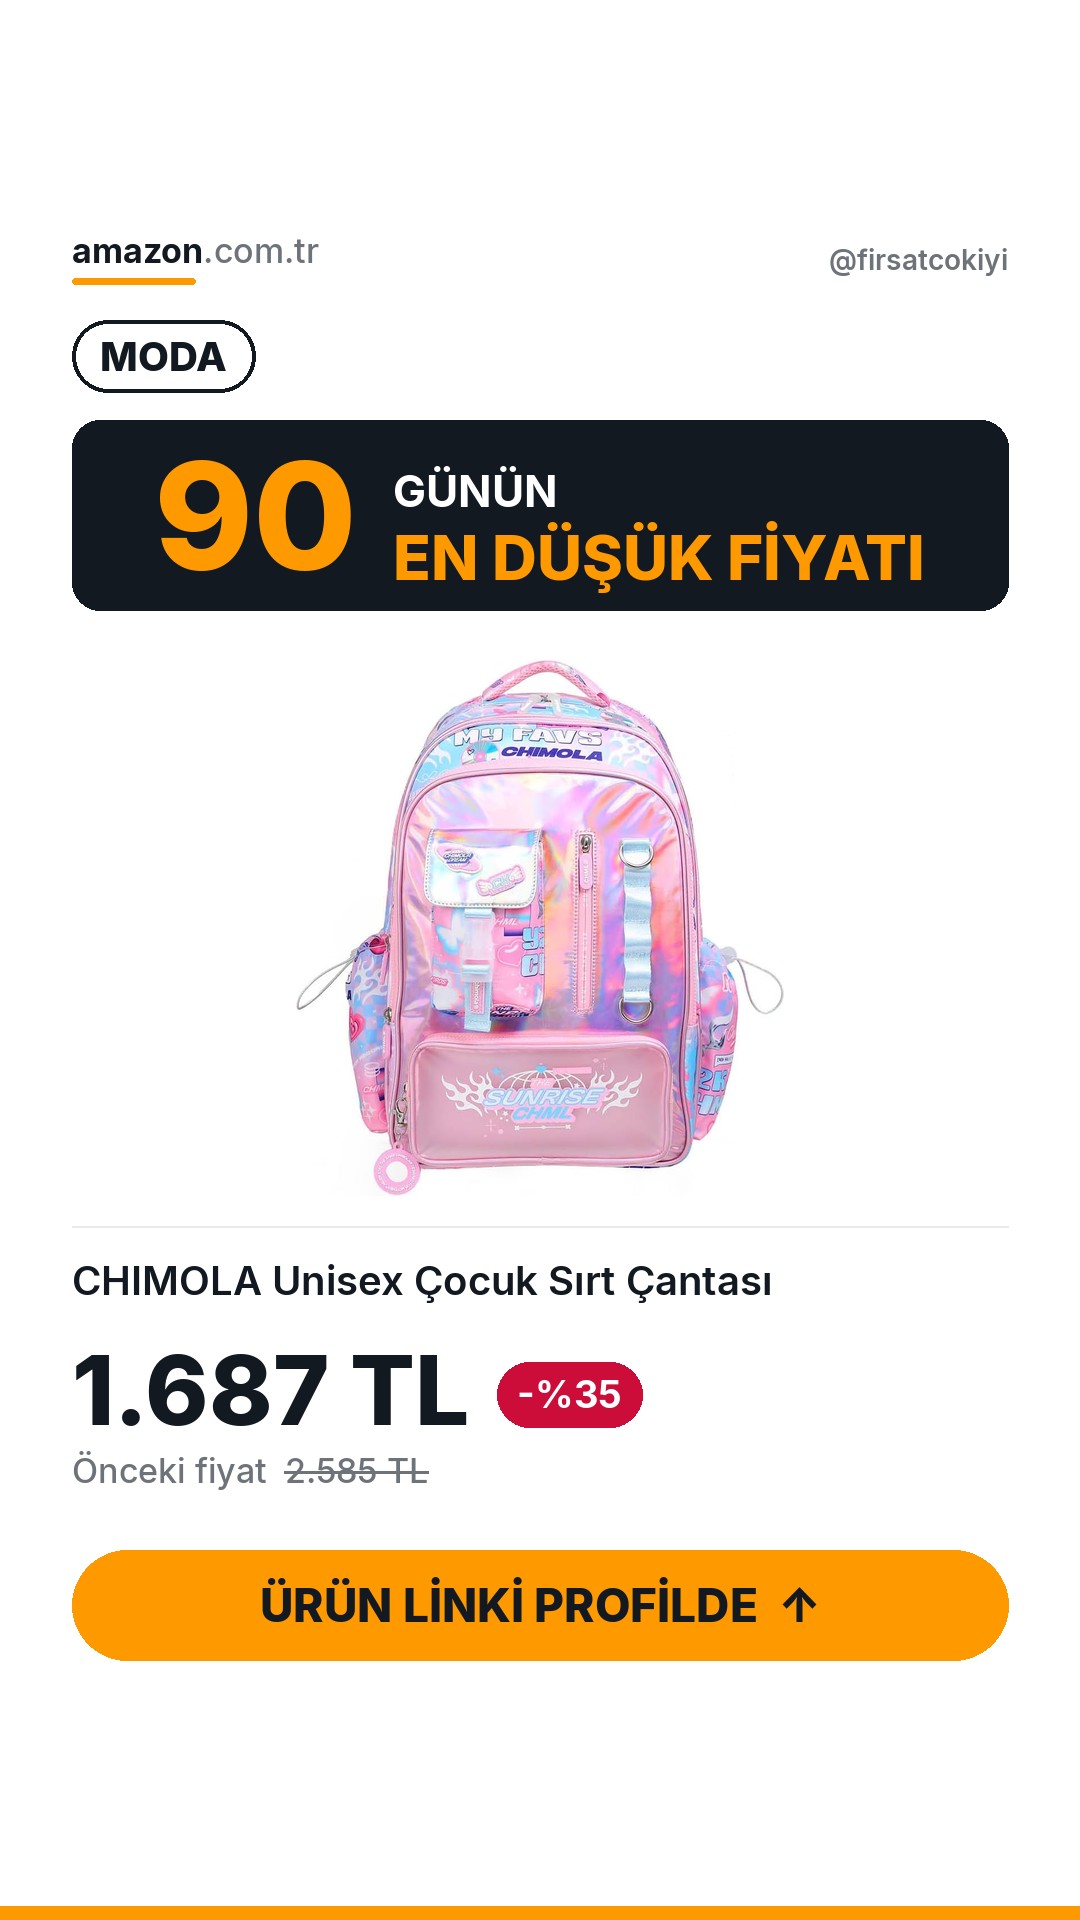 amazon.com.tr
@firsatcokiyi
MODA
90 GÜNÜN
EN DÜŞÜK FİYATI
MY FAVS
CHIMOLA
SUNRISE
CHML
CHIMOLA Unisex Çocuk Sırt Çantası
1.687 TL -%35
Önceki fiyat 2.585 TL
ÜRÜN LİNKİ PROFİLDE ↑